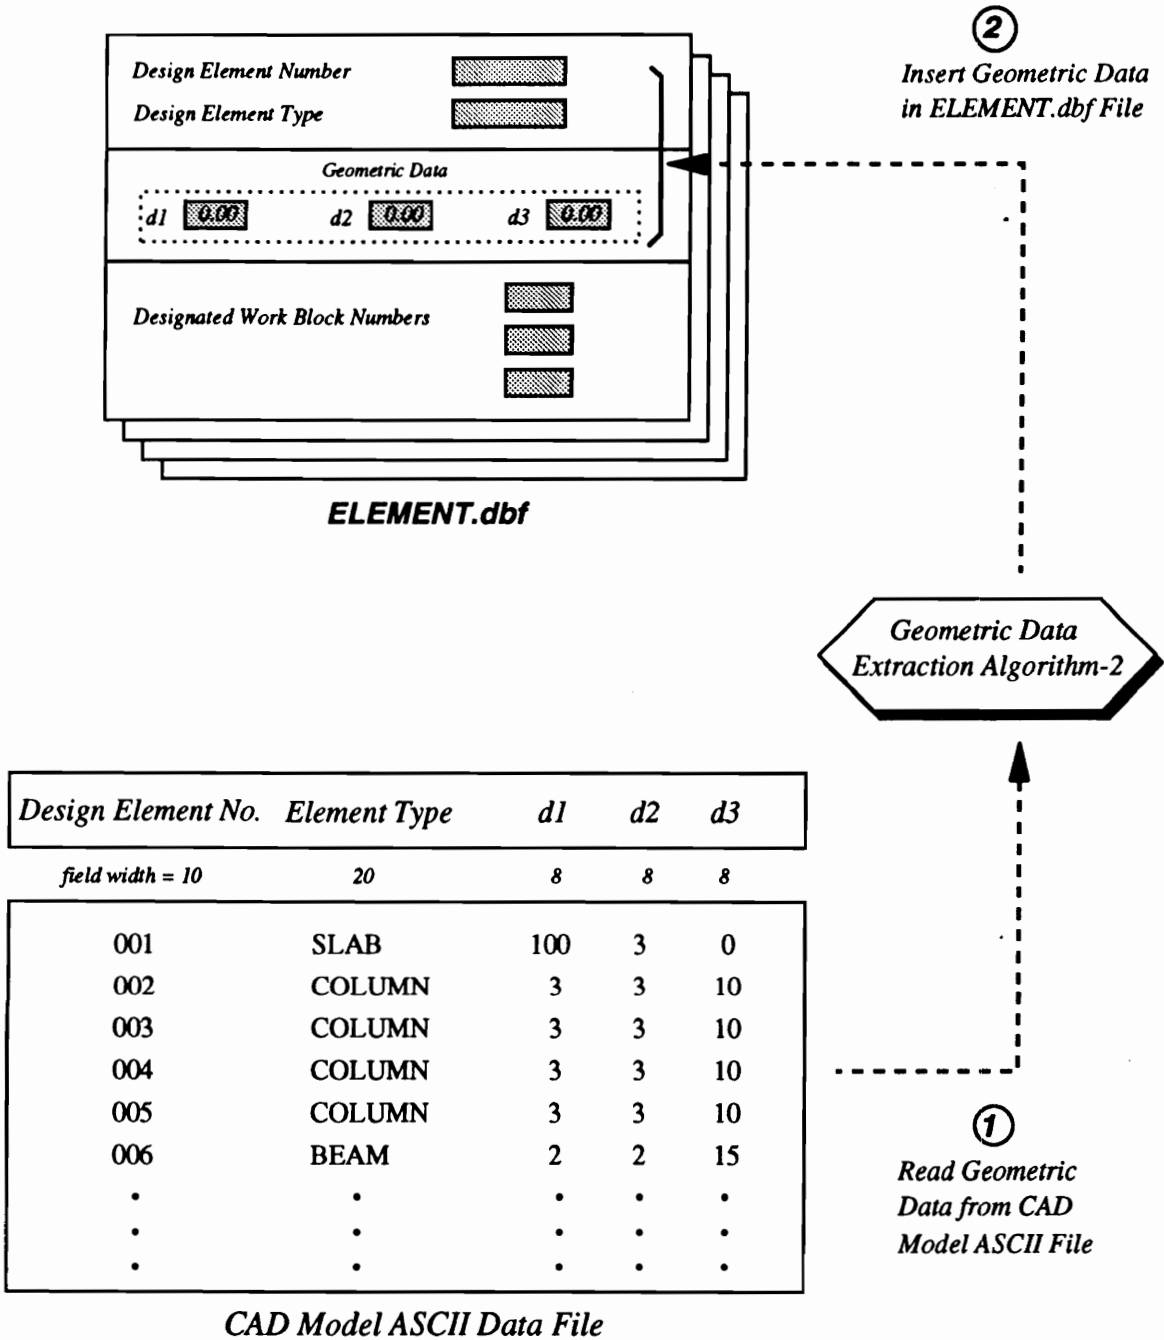 2
Insert Geometric Data
in ELEMENT.dbf File
Design Element Number
Design Element Type
Geometric Data
d1 0.00 d2 0.00 d3 0.00
Designated Work Block Numbers
ELEMENT.dbf
Geometric Data
Extraction Algorithm-2
Design Element No. Element Type d1 d2 d3
field width = 10 20 8 8 8
001 SLAB 100 3 0
002 COLUMN 3 3 10
003 COLUMN 3 3 10
004 COLUMN 3 3 10
005 COLUMN 3 3 10
006 BEAM 2 2 15
1
Read Geometric
Data from CAD
Model ASCII File
CAD Model ASCII Data File